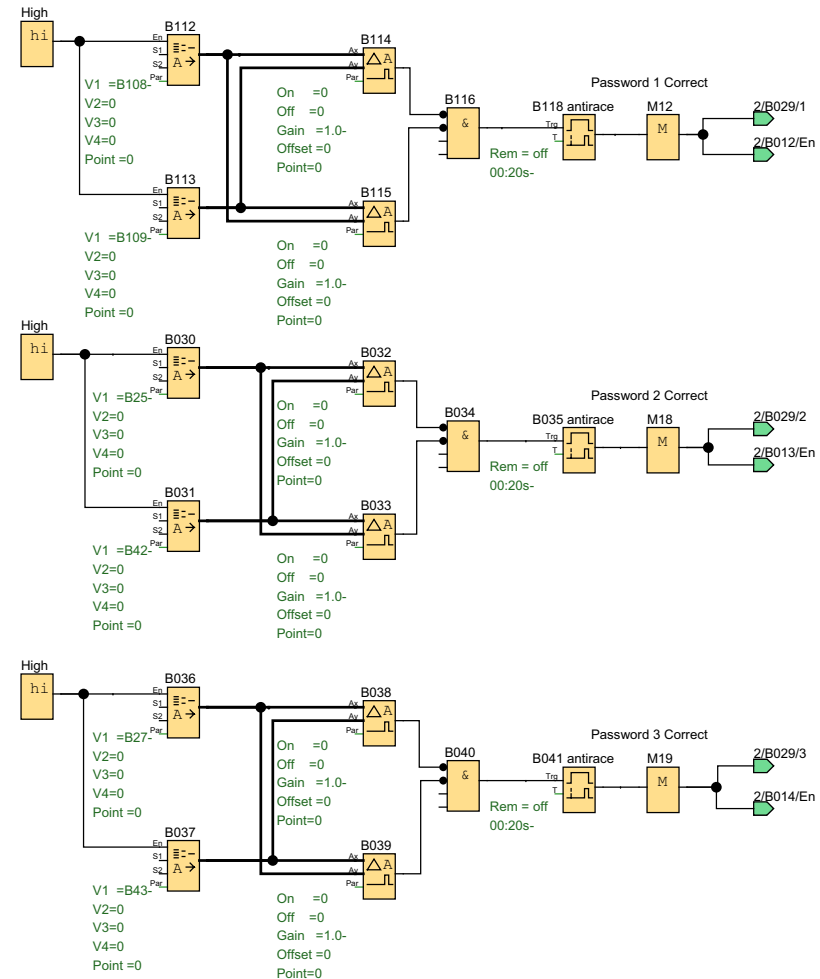 High
hi
B112
En
S1
S2
Par
A→
V1 =B108-
V2=0
V3=0
V4=0
Point =0
B114
Ax
Ay
Par
△A
On =0
Off =0
Gain =1.0-
Offset =0
Point=0
B116
&
Password 1 Correct
B118 antirace
Trg
T
Rem = off
00:20s-
M12
M
2/B029/1
2/B012/En
B113
En
S1
S2
Par
A→
V1 =B109-
V2=0
V3=0
V4=0
Point =0
B115
Ax
Ay
Par
△A
On =0
Off =0
Gain =1.0-
Offset =0
Point=0
High
hi
B030
En
S1
S2
Par
A→
V1 =B25-
V2=0
V3=0
V4=0
Point =0
B032
Ax
Ay
Par
△A
On =0
Off =0
Gain =1.0-
Offset =0
Point=0
B034
&
Password 2 Correct
B035 antirace
Trg
T
Rem = off
00:20s-
M18
M
2/B029/2
2/B013/En
B031
En
S1
S2
Par
A→
V1 =B42-
V2=0
V3=0
V4=0
Point =0
B033
Ax
Ay
Par
△A
On =0
Off =0
Gain =1.0-
Offset =0
Point=0
High
hi
B036
En
S1
S2
Par
A→
V1 =B27-
V2=0
V3=0
V4=0
Point =0
B038
Ax
Ay
Par
△A
On =0
Off =0
Gain =1.0-
Offset =0
Point=0
B040
&
Password 3 Correct
B041 antirace
Trg
T
Rem = off
00:20s-
M19
M
2/B029/3
2/B014/En
B037
En
S1
S2
Par
A→
V1 =B43-
V2=0
V3=0
V4=0
Point =0
B039
Ax
Ay
Par
△A
On =0
Off =0
Gain =1.0-
Offset =0
Point=0